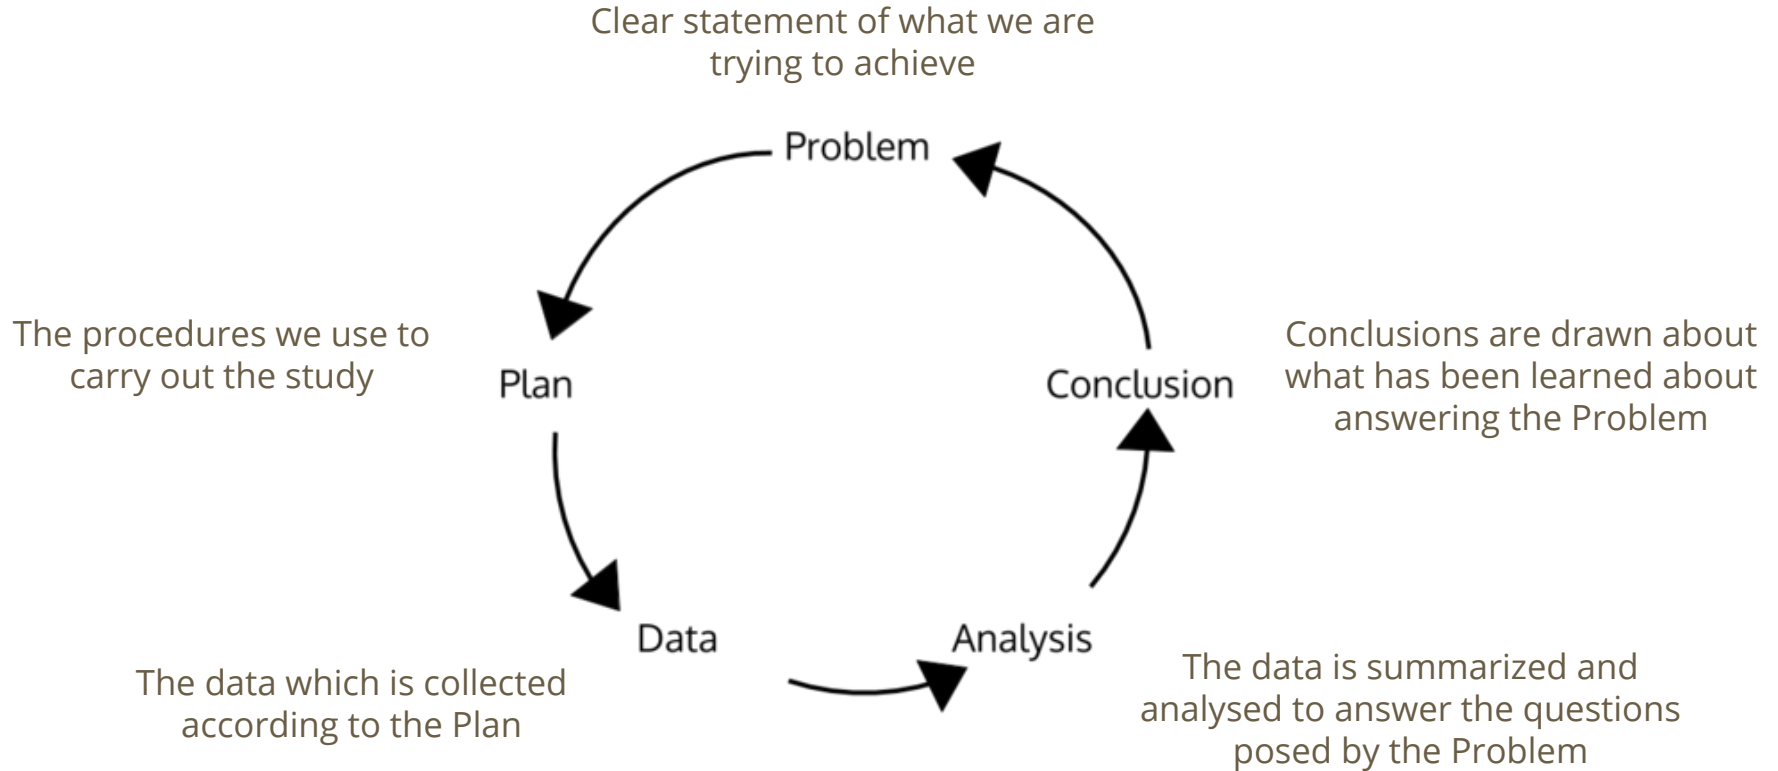 Clear statement of what we are
trying to achieve
Problem
The procedures we use to
carry out the study
Plan
Conclusion
Conclusions are drawn about
what has been learned about
answering the Problem
Data
The data which is collected
according to the Plan
Analysis
The data is summarized and
analysed to answer the questions
posed by the Problem